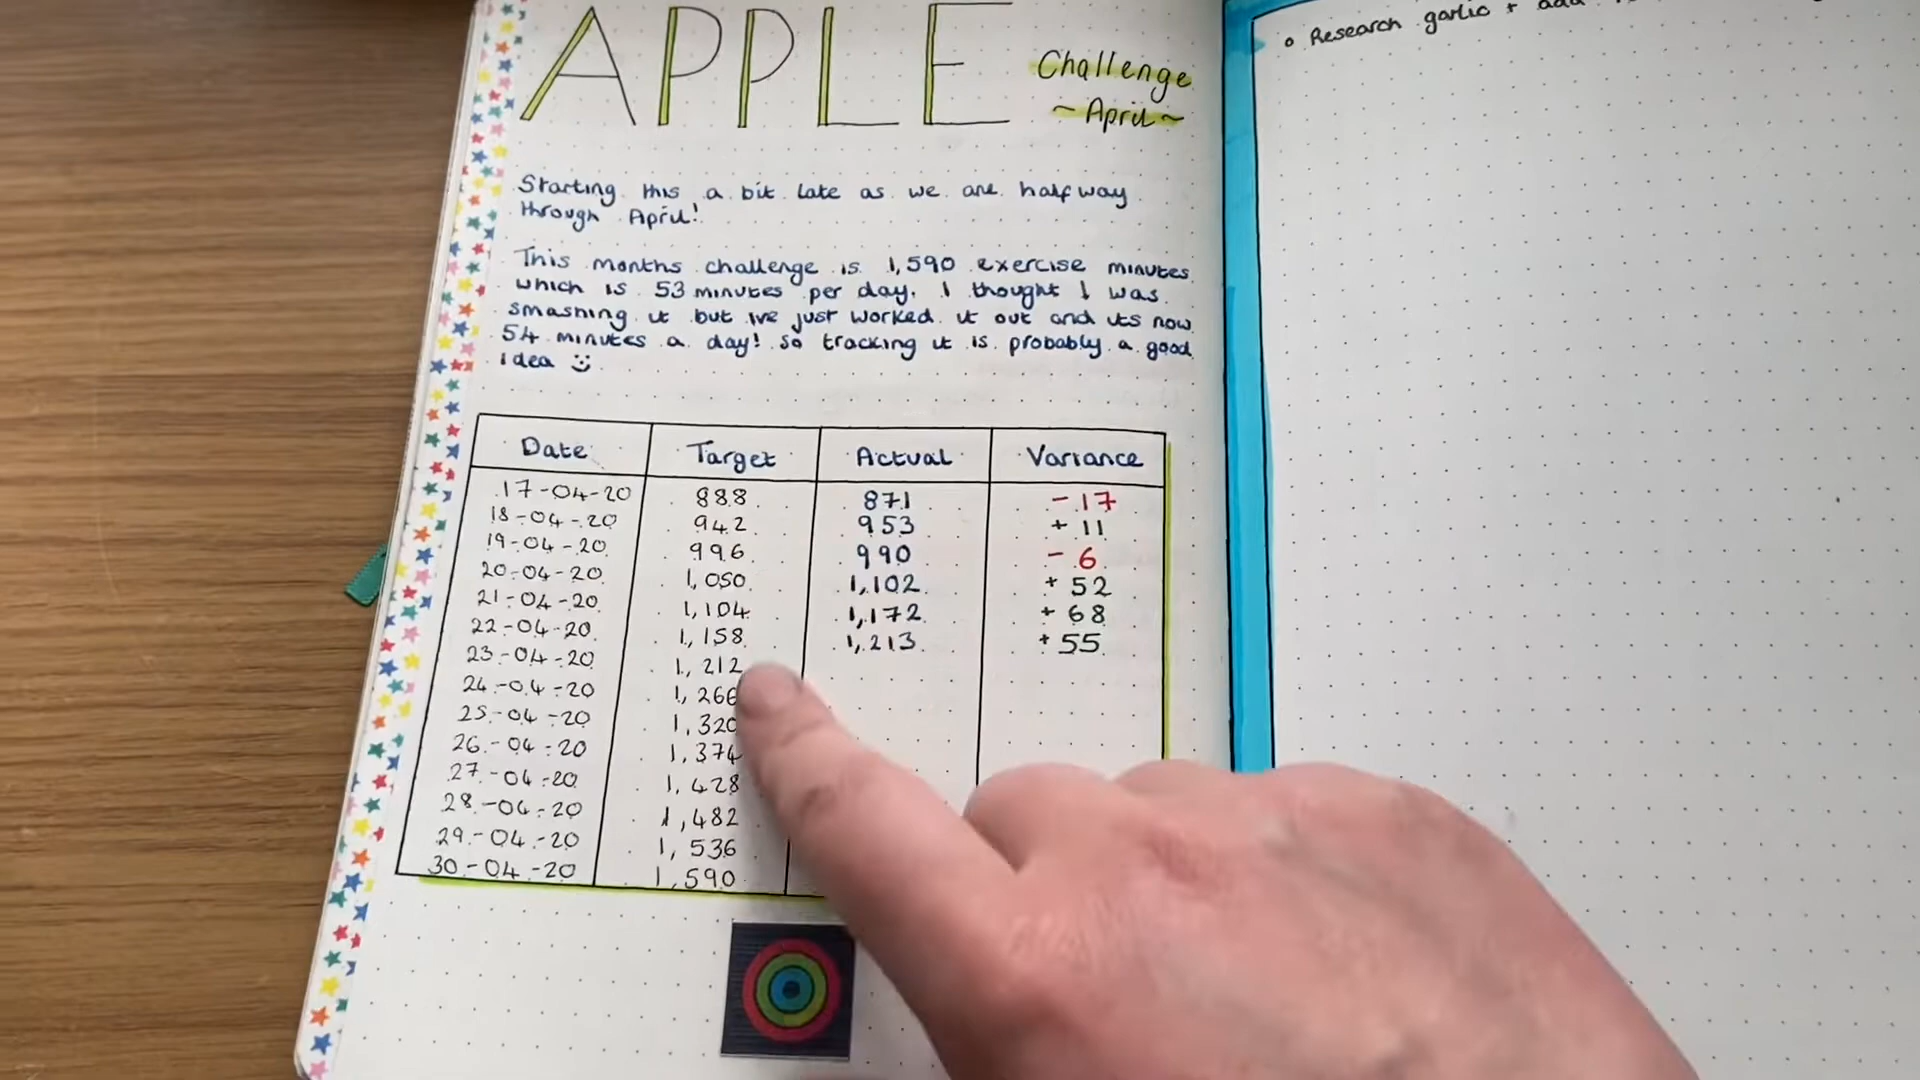 APPLE Challenge
~April~
Starting this a bit late as we are halfway
through April!
This months challenge is 1,590 exercise minutes
which is 53 minutes per day. I thought I was
smashing it but ive just worked it out and its now
54 minutes a day! so tracking it is probably a good
idea
Date Target Actual Variance
17-04-20 888 871 -17
18-04-20 942 953 +11
19-04-20 996 990 -6
20-04-20 1,050 1,102 +52
21-04-20 1,104 1,172 +68
22-04-20 1,158 1,213 +55
23-04-20 1,212
24-04-20 1,266
25-04-20 1,320
26-04-20 1,374
27-04-20 1,428
28-04-20 1,482
29-04-20 1,536
30-04-20 1,590
Research garlic + add